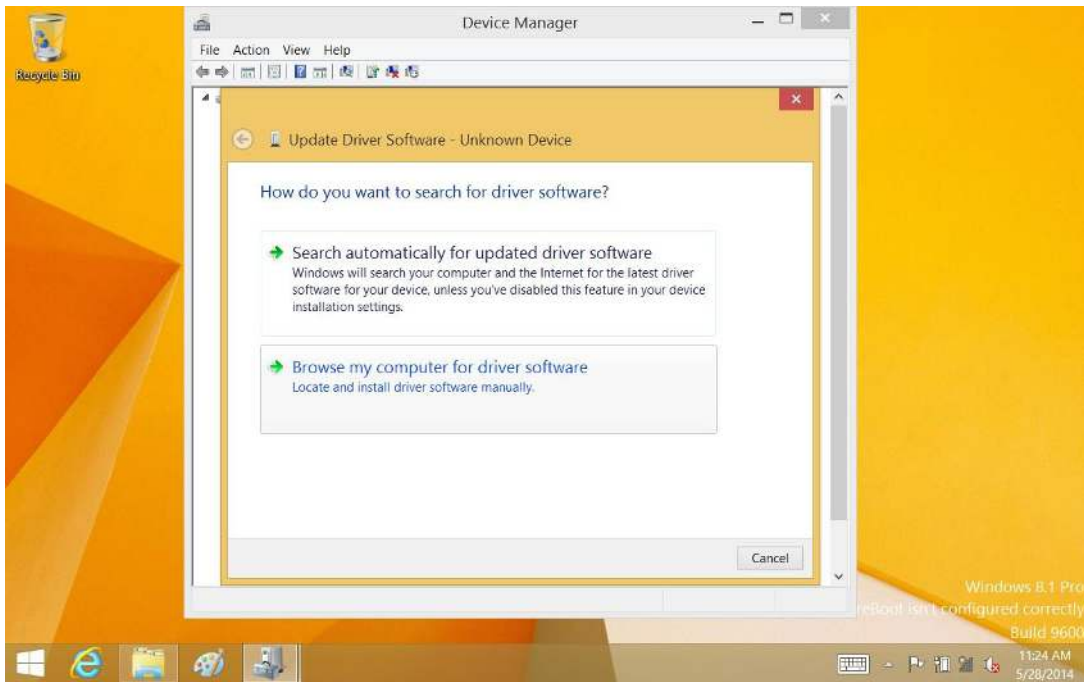 Recycle Bin
Device Manager
File Action View Help
Update Driver Software - Unknown Device
How do you want to search for driver software?
Search automatically for updated driver software
Windows will search your computer and the Internet for the latest driver
software for your device, unless you've disabled this feature in your device
installation settings.
Browse my computer for driver software
Locate and install driver software manually.
Cancel
Windows 8.1 Pro
isn't configured correctly
Build 9600
11:24 AM
5/28/2014